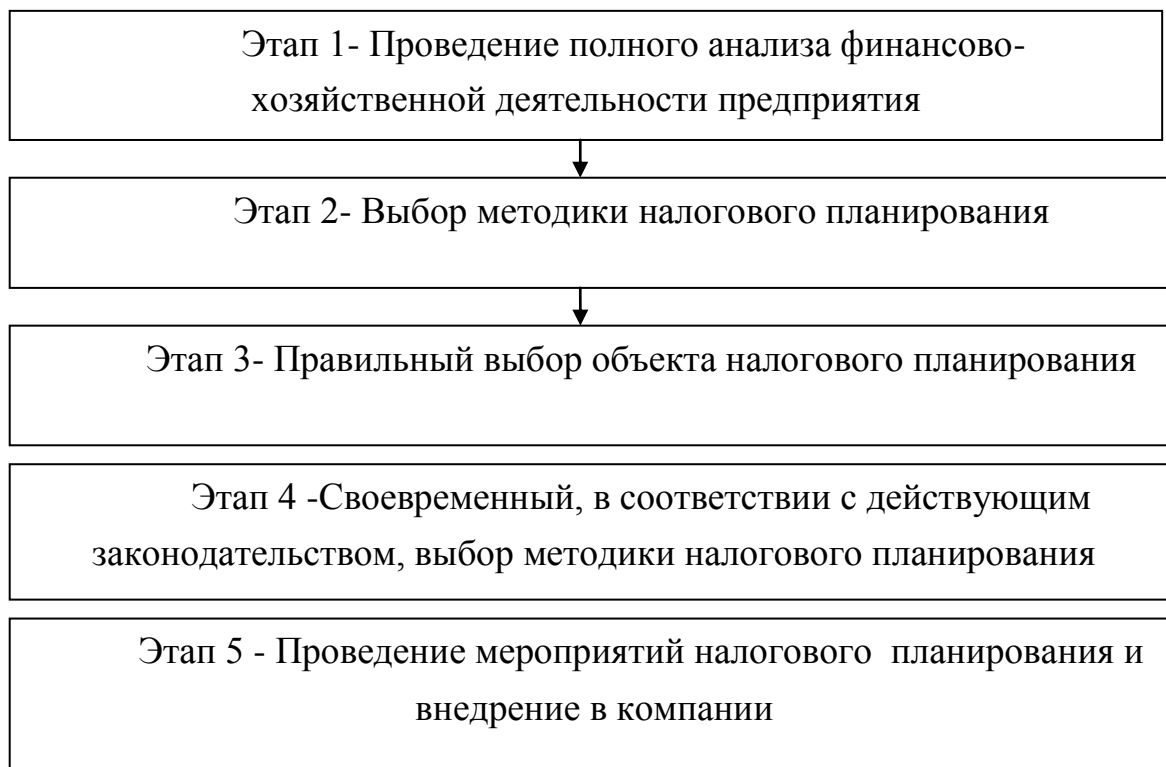 Этап 1- Проведение полного анализа финансово-
хозяйственной деятельности предприятия
Этап 2- Выбор методики налогового планирования
Этап 3- Правильный выбор объекта налогового планирования
Этап 4 -Своевременный, в соответствии с действующим
законодательством, выбор методики налогового планирования
Этап 5 - Проведение мероприятий налогового  планирования и
внедрение в компании